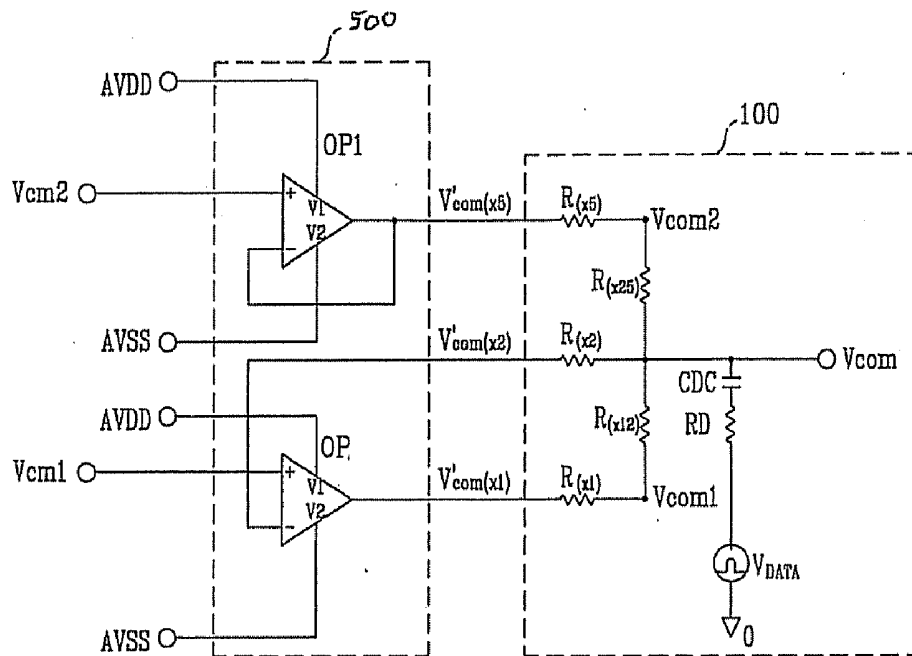 500
AVDD
OP1
100
Vcm2
+
V1
V2
−
V'com(x5)
R(x5)
Vcom2
R(x25)
AVSS
V'com(x2)
R(x2)
Vcom
CDC
AVDD
OP
R(x12)
RD
Vcm1
+
V1
V2
−
V'com(x1)
R(x1)
Vcom1
VDATA
AVSS
0